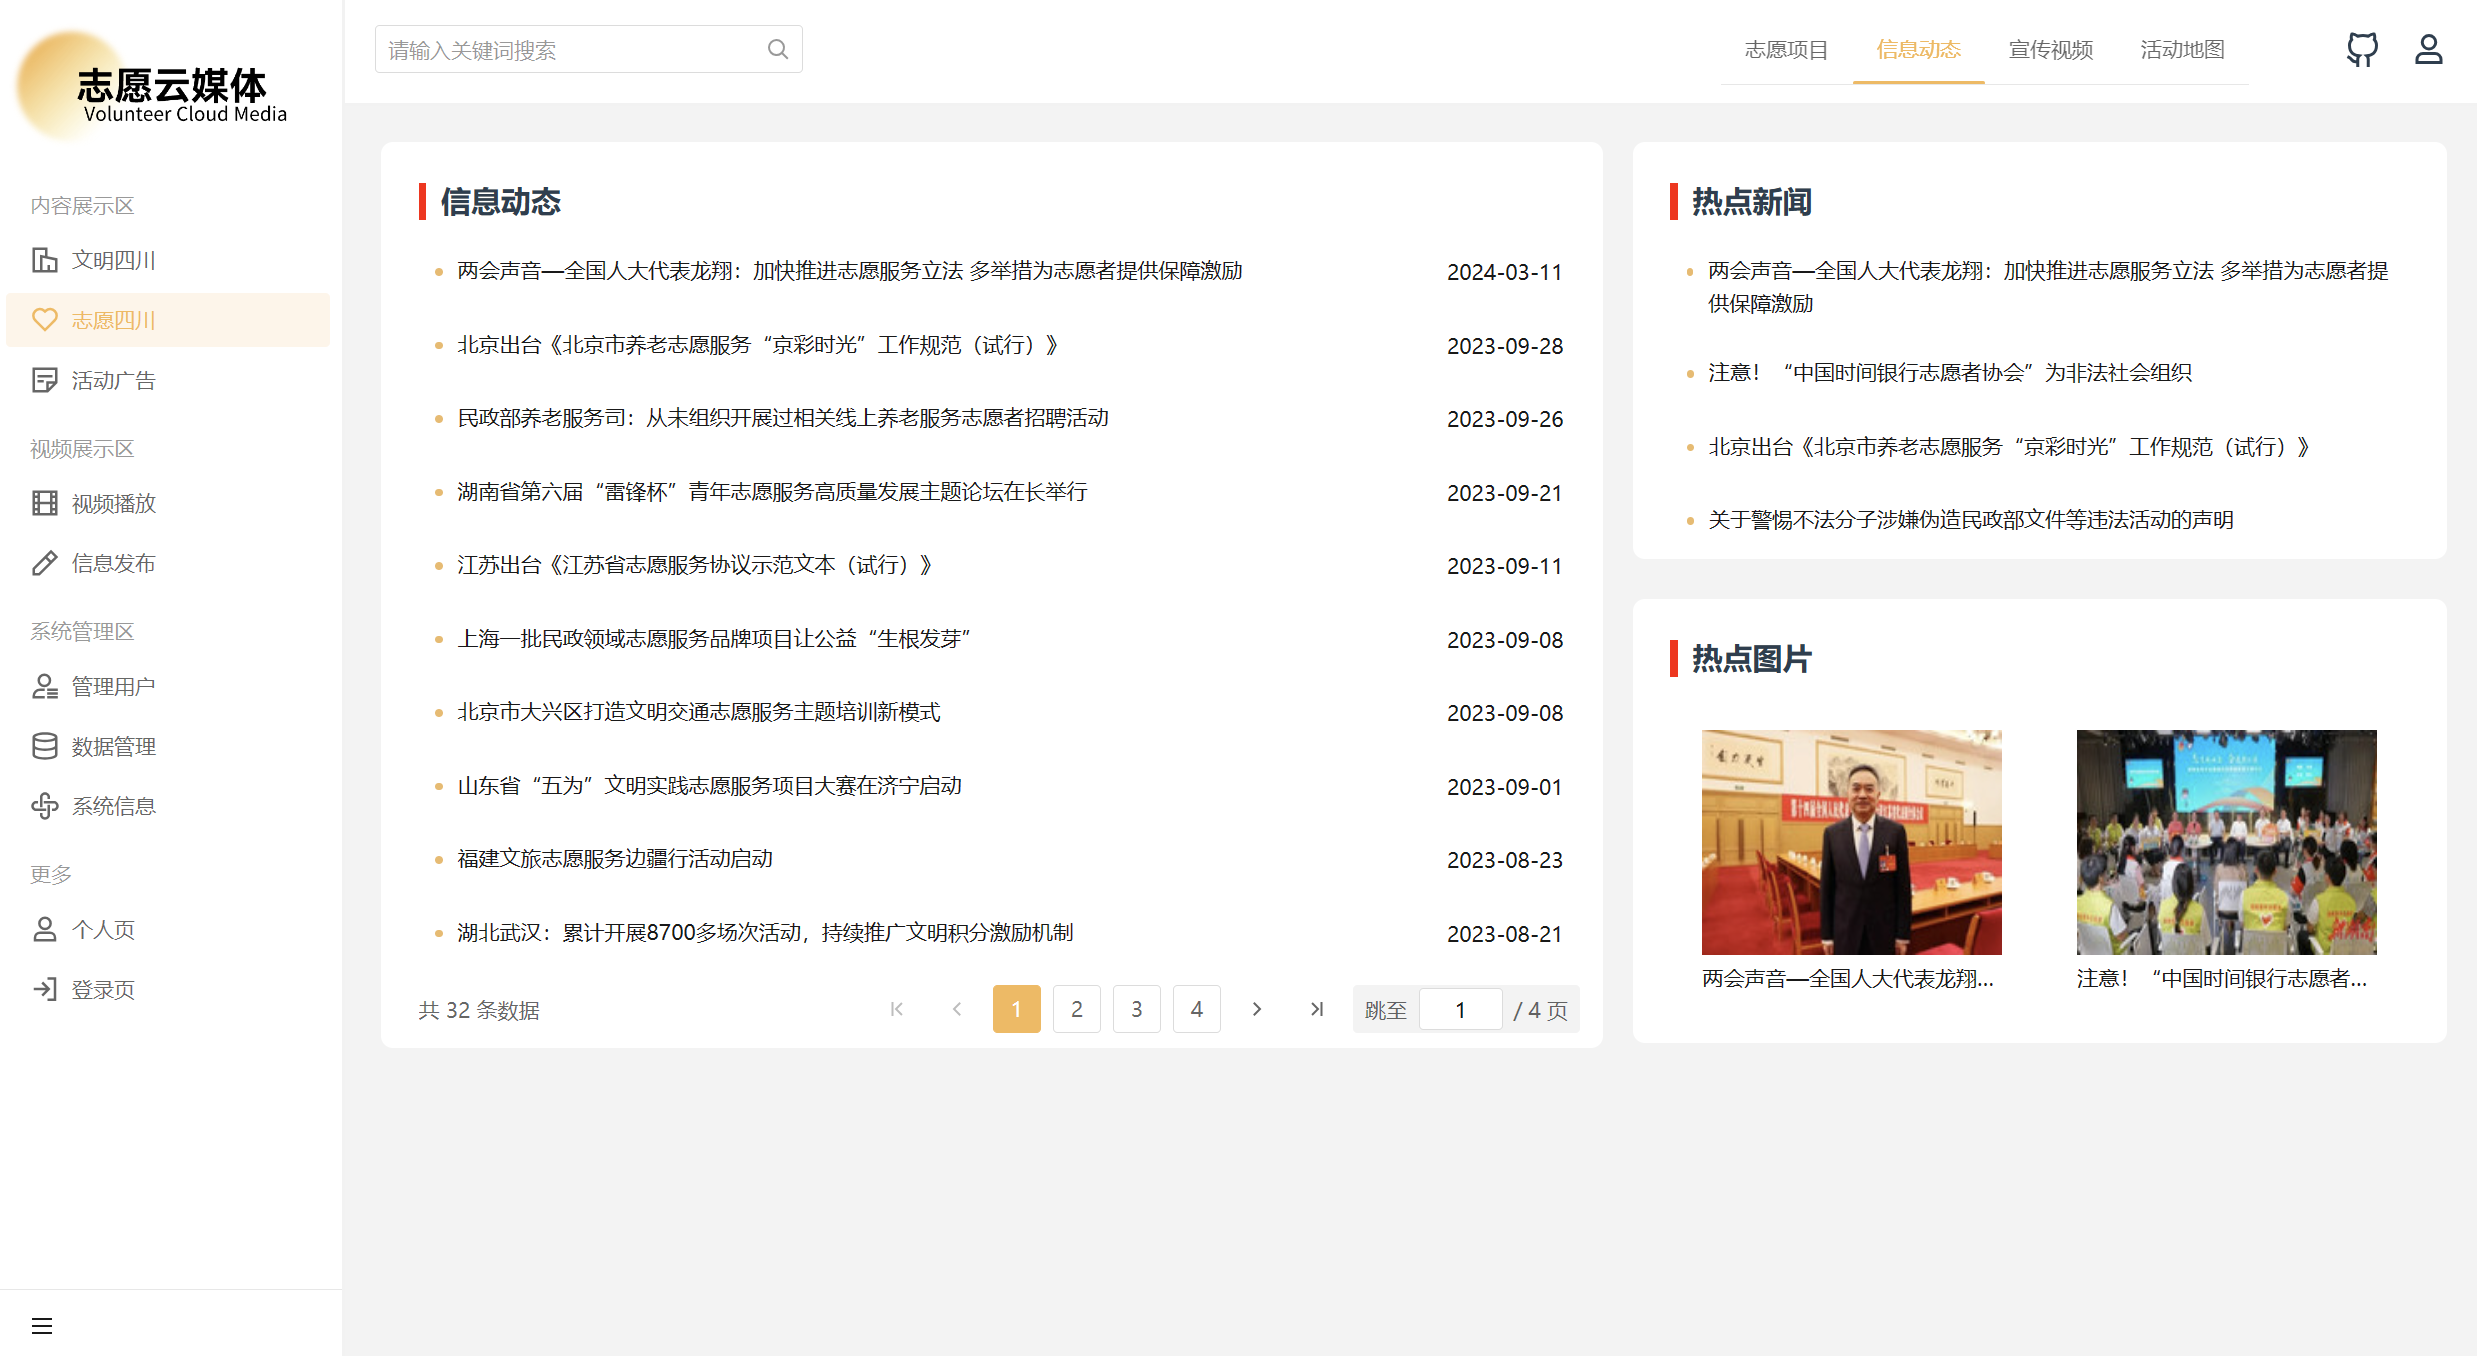 志愿云媒体
Volunteer Cloud Media
内容展示区
文明四川
志愿四川
活动广告
视频展示区
视频播放
信息发布
系统管理区
管理用户
数据管理
系统信息
更多
个人页
登录页
请输入关键词搜索
志愿项目
信息动态
宣传视频
活动地图
信息动态
两会声音—全国人大代表龙翔：加快推进志愿服务立法 多举措为志愿者提供保障激励 2024-03-11
北京出台《北京市养老志愿服务“京彩时光”工作规范（试行）》 2023-09-28
民政部养老服务司：从未组织开展过相关线上养老服务志愿者招聘活动 2023-09-26
湖南省第六届“雷锋杯”青年志愿服务高质量发展主题论坛在长举行 2023-09-21
江苏出台《江苏省志愿服务协议示范文本（试行）》 2023-09-11
上海一批民政领域志愿服务品牌项目让公益“生根发芽” 2023-09-08
北京市大兴区打造文明交通志愿服务主题培训新模式 2023-09-08
山东省“五为”文明实践志愿服务项目大赛在济宁启动 2023-09-01
福建文旅志愿服务边疆行活动启动 2023-08-23
湖北武汉：累计开展8700多场次活动，持续推广文明积分激励机制 2023-08-21
共 32 条数据
1 2 3 4
跳至 1 / 4 页
热点新闻
两会声音—全国人大代表龙翔：加快推进志愿服务立法 多举措为志愿者提
供保障激励
注意！“中国时间银行志愿者协会”为非法社会组织
北京出台《北京市养老志愿服务“京彩时光”工作规范（试行）》
关于警惕不法分子涉嫌伪造民政部文件等违法活动的声明
热点图片
两会声音—全国人大代表龙翔...
注意！“中国时间银行志愿者...